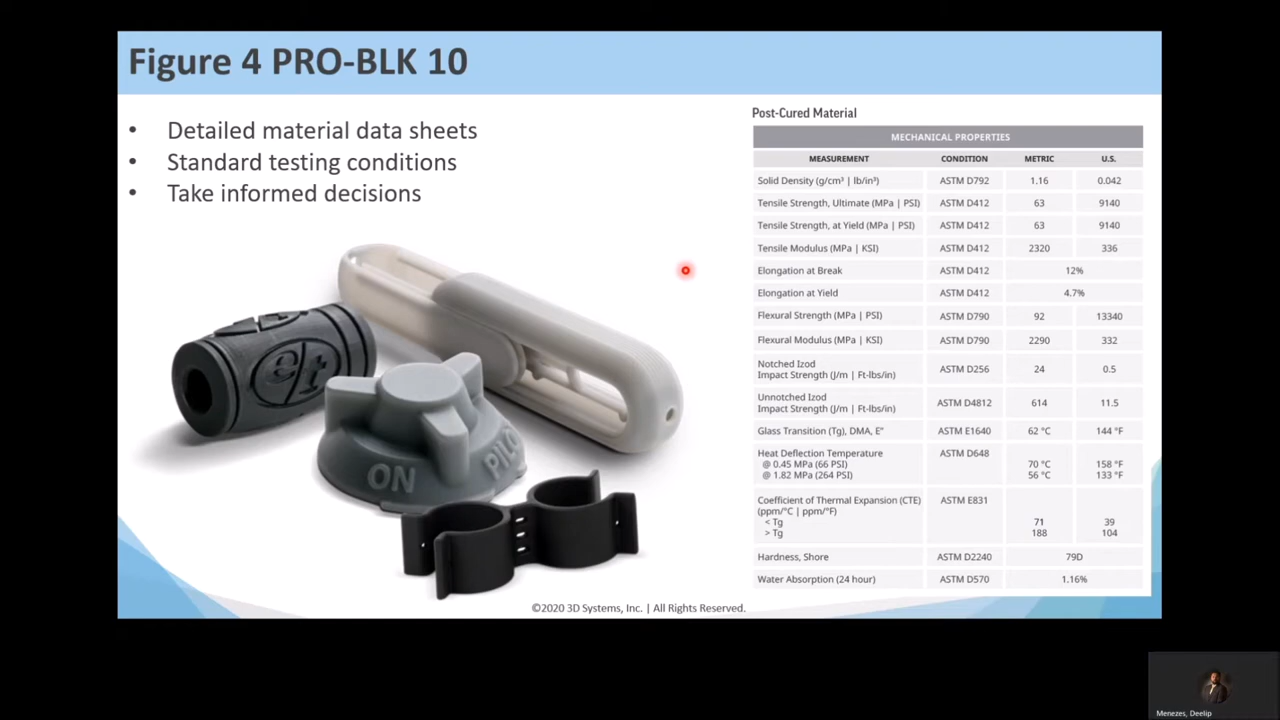 Figure 4 PRO-BLK 10
• Detailed material data sheets
• Standard testing conditions
• Take informed decisions
e/t
ON
PILO
Post-Cured Material
MECHANICAL PROPERTIES
MEASUREMENT CONDITION METRIC U.S.
Solid Density (g/cm³ | lb/in³) ASTM D792 1.16 0.042
Tensile Strength, Ultimate (MPa | PSI) ASTM D412 63 9140
Tensile Strength, at Yield (MPa | PSI) ASTM D412 63 9140
Tensile Modulus (MPa | KSI) ASTM D412 2320 336
Elongation at Break ASTM D412 12%
Elongation at Yield ASTM D412 4.7%
Flexural Strength (MPa | PSI) ASTM D790 92 13340
Flexural Modulus (MPa | KSI) ASTM D790 2290 332
Notched Izod
Impact Strength (J/m | Ft-lbs/in) ASTM D256 24 0.5
Unnotched Izod
Impact Strength (J/m | Ft-lbs/in) ASTM D4812 614 11.5
Glass Transition (Tg), DMA, E" ASTM E1640 62 °C 144 °F
Heat Deflection Temperature ASTM D648
@ 0.45 MPa (66 PSI) 70 °C 158 °F
@ 1.82 MPa (264 PSI) 56 °C 133 °F
Coefficient of Thermal Expansion (CTE) ASTM E831
(ppm/°C | ppm/°F)
< Tg 71 39
> Tg 188 104
Hardness, Shore ASTM D2240 79D
Water Absorption (24 hour) ASTM D570 1.16%
©2020 3D Systems, Inc. | All Rights Reserved.
Menezes, Deelip